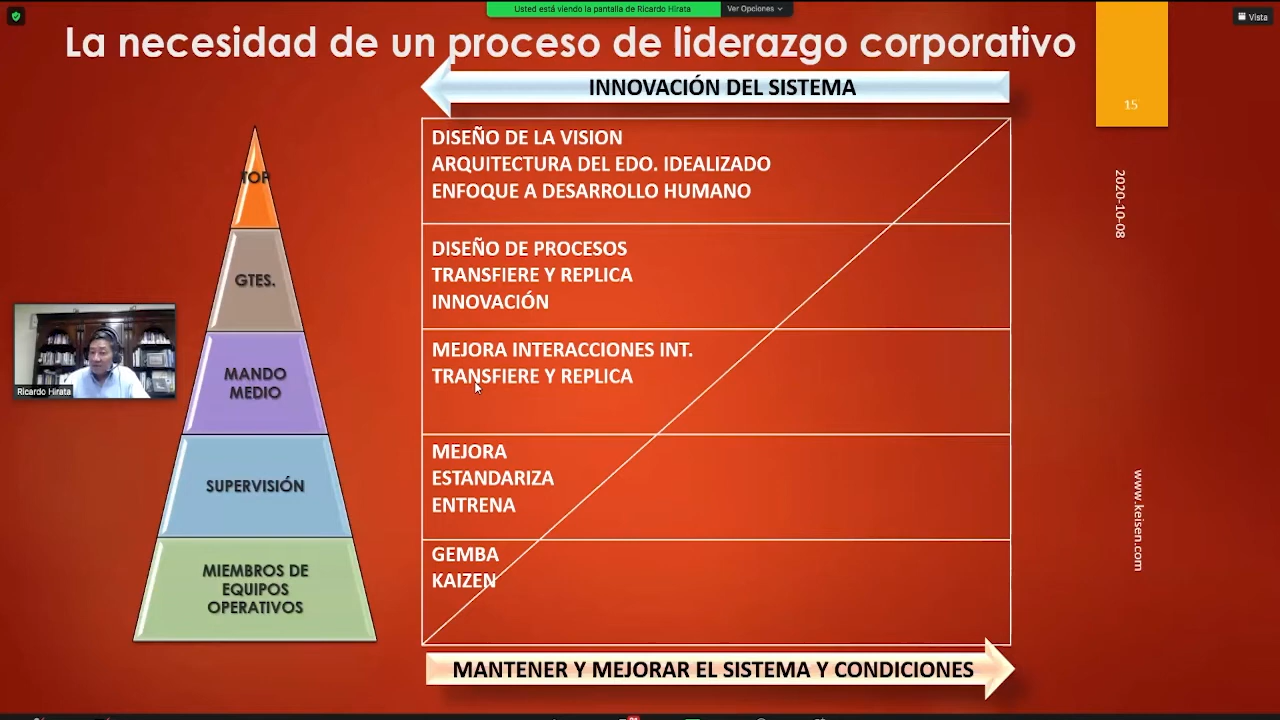 Usted está viendo la pantalla de Ricardo Hirata
Ver Opciones
Vista
La necesidad de un proceso de liderazgo corporativo
INNOVACIÓN DEL SISTEMA
15
2020-10-08
www.keisen.com
TOP
DISEÑO DE LA VISION
ARQUITECTURA DEL EDO. IDEALIZADO
ENFOQUE A DESARROLLO HUMANO
GTES.
DISEÑO DE PROCESOS
TRANSFIERE Y REPLICA
INNOVACIÓN
MANDO
MEDIO
MEJORA INTERACCIONES INT.
TRANSFIERE Y REPLICA
Ricardo Hirata
SUPERVISIÓN
MEJORA
ESTANDARIZA
ENTRENA
MIEMBROS DE
EQUIPOS
OPERATIVOS
GEMBA
KAIZEN
MANTENER Y MEJORAR EL SISTEMA Y CONDICIONES